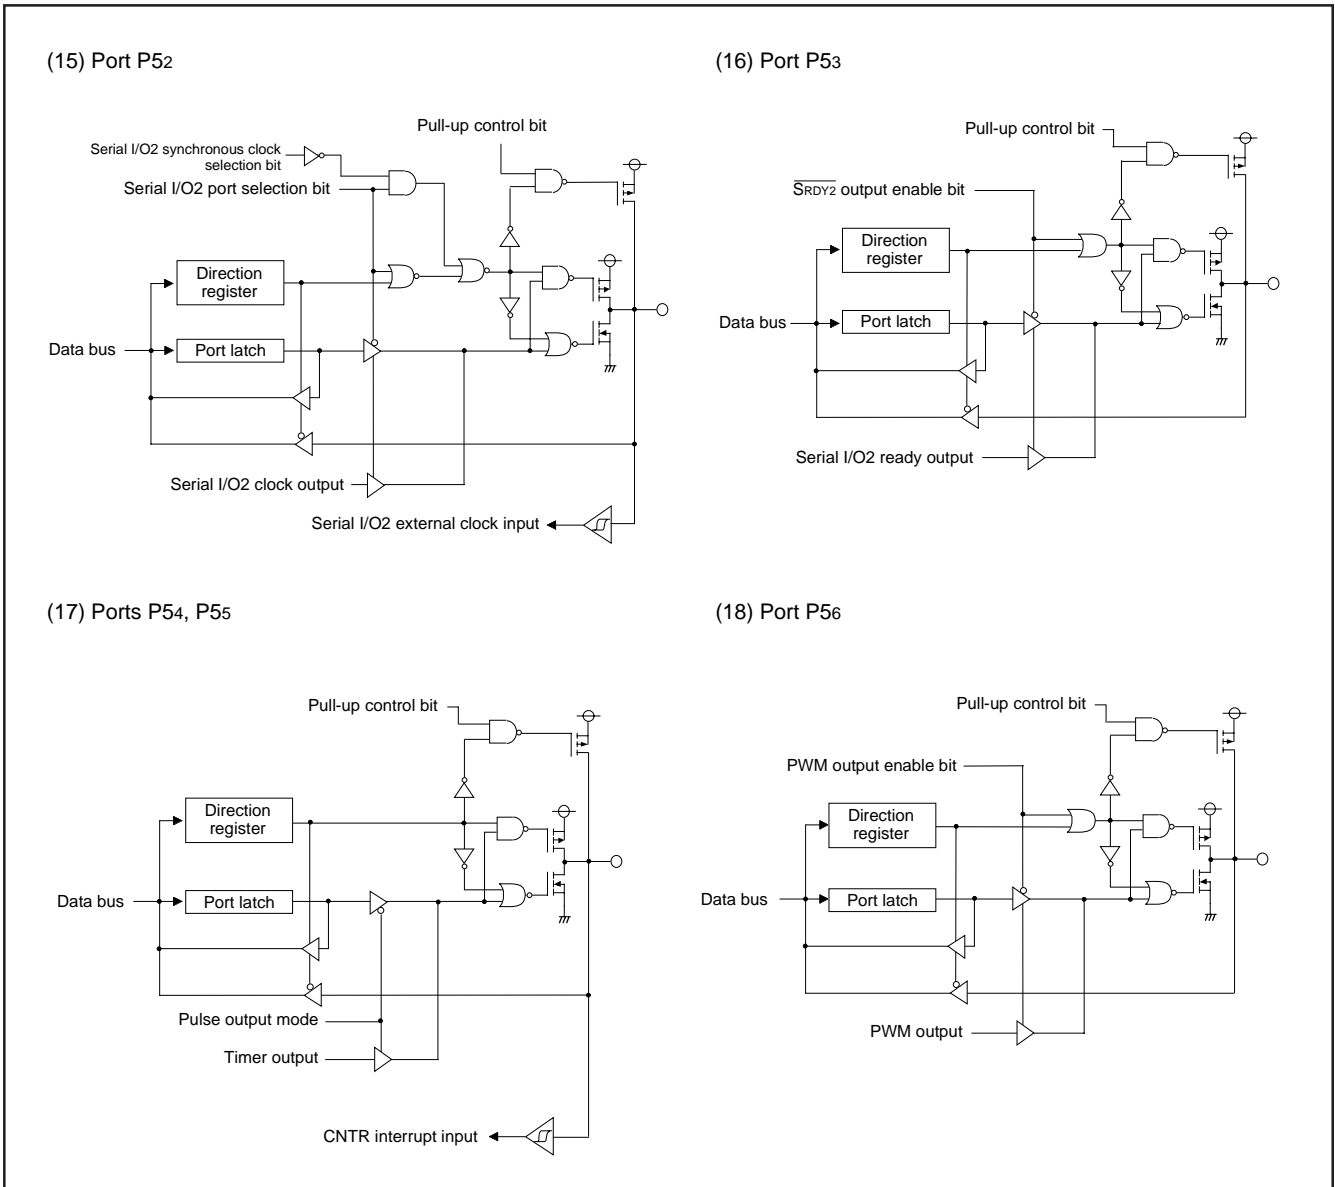 (15) Port P52
Pull-up control bit
Serial I/O2 synchronous clock
selection bit
Serial I/O2 port selection bit
Direction
register
Data bus
Port latch
Serial I/O2 clock output
Serial I/O2 external clock input
(16) Port P53
Pull-up control bit
SRDY2 output enable bit
Direction
register
Data bus
Port latch
Serial I/O2 ready output
(17) Ports P54, P55
Pull-up control bit
Direction
register
Data bus
Port latch
Pulse output mode
Timer output
CNTR interrupt input
(18) Port P56
Pull-up control bit
PWM output enable bit
Direction
register
Data bus
Port latch
PWM output